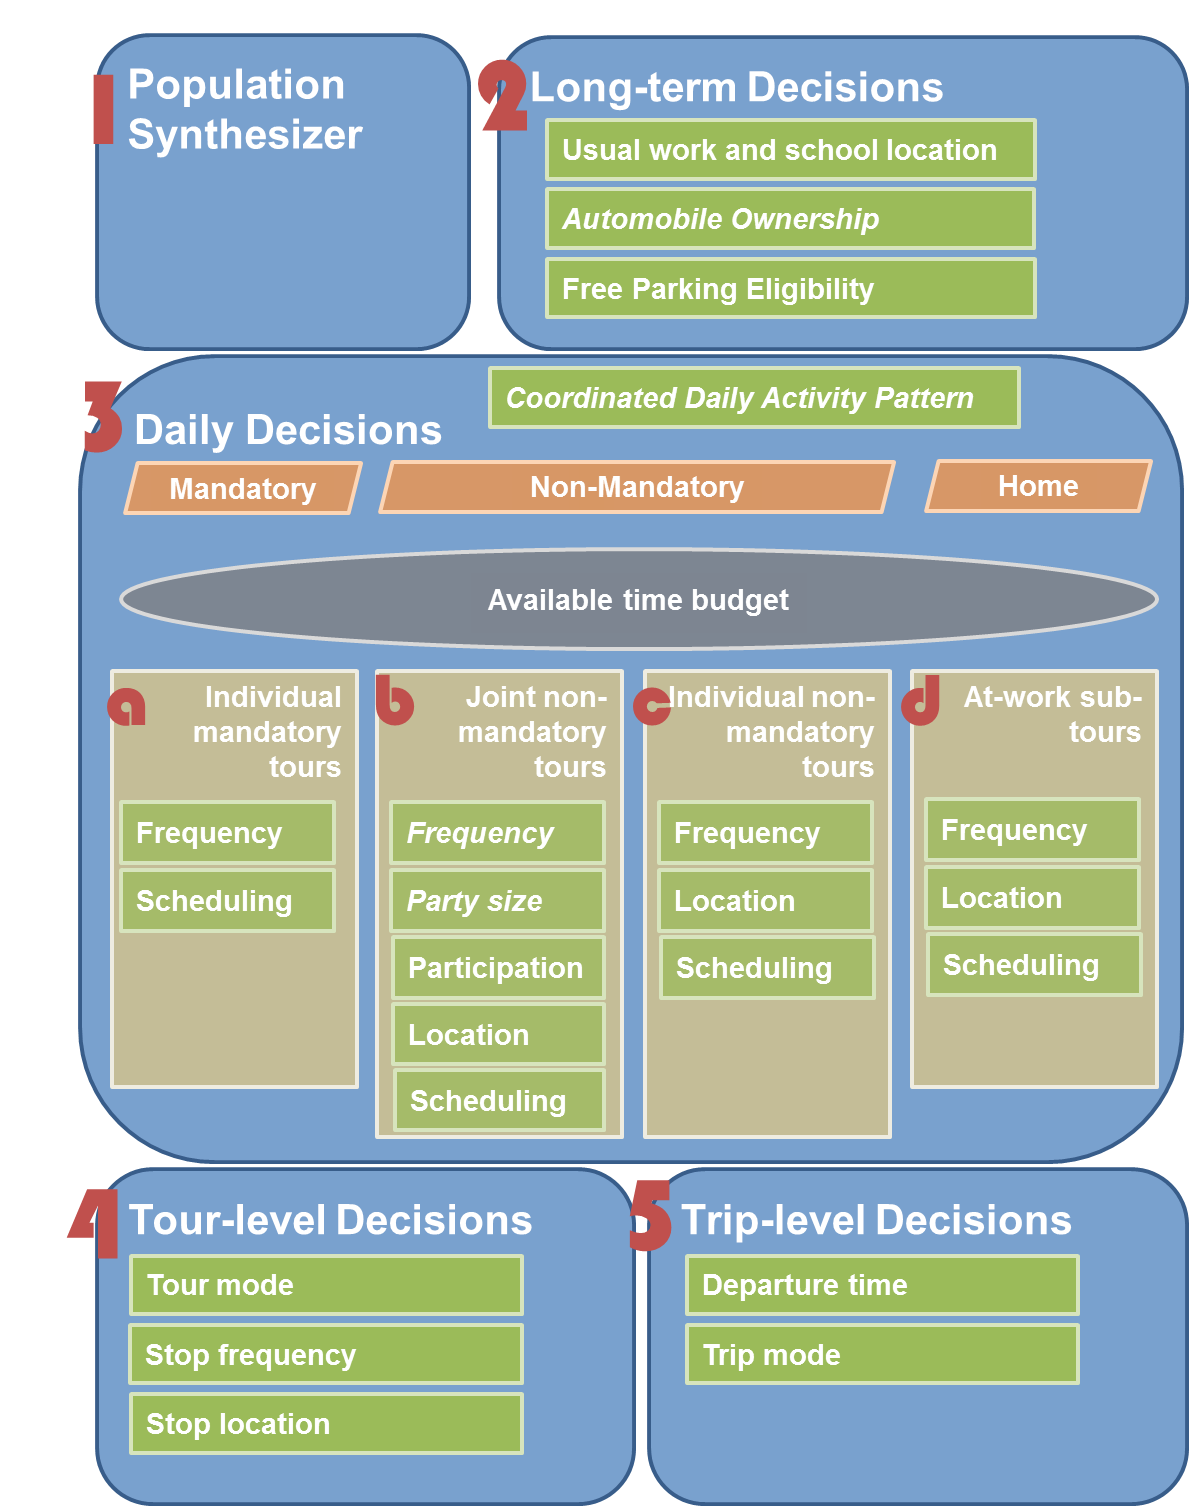 1 Population
Synthesizer
2 Long-term Decisions
Usual work and school location
Automobile Ownership
Free Parking Eligibility
3 Daily Decisions
Coordinated Daily Activity Pattern
Mandatory
Non-Mandatory
Home
Available time budget
a Individual
mandatory
tours
Frequency
Scheduling
b Joint non-
mandatory
tours
Frequency
Party size
Participation
Location
Scheduling
c Individual non-
mandatory
tours
Frequency
Location
Scheduling
d At-work sub-
tours
Frequency
Location
Scheduling
4 Tour-level Decisions
Tour mode
Stop frequency
Stop location
5 Trip-level Decisions
Departure time
Trip mode